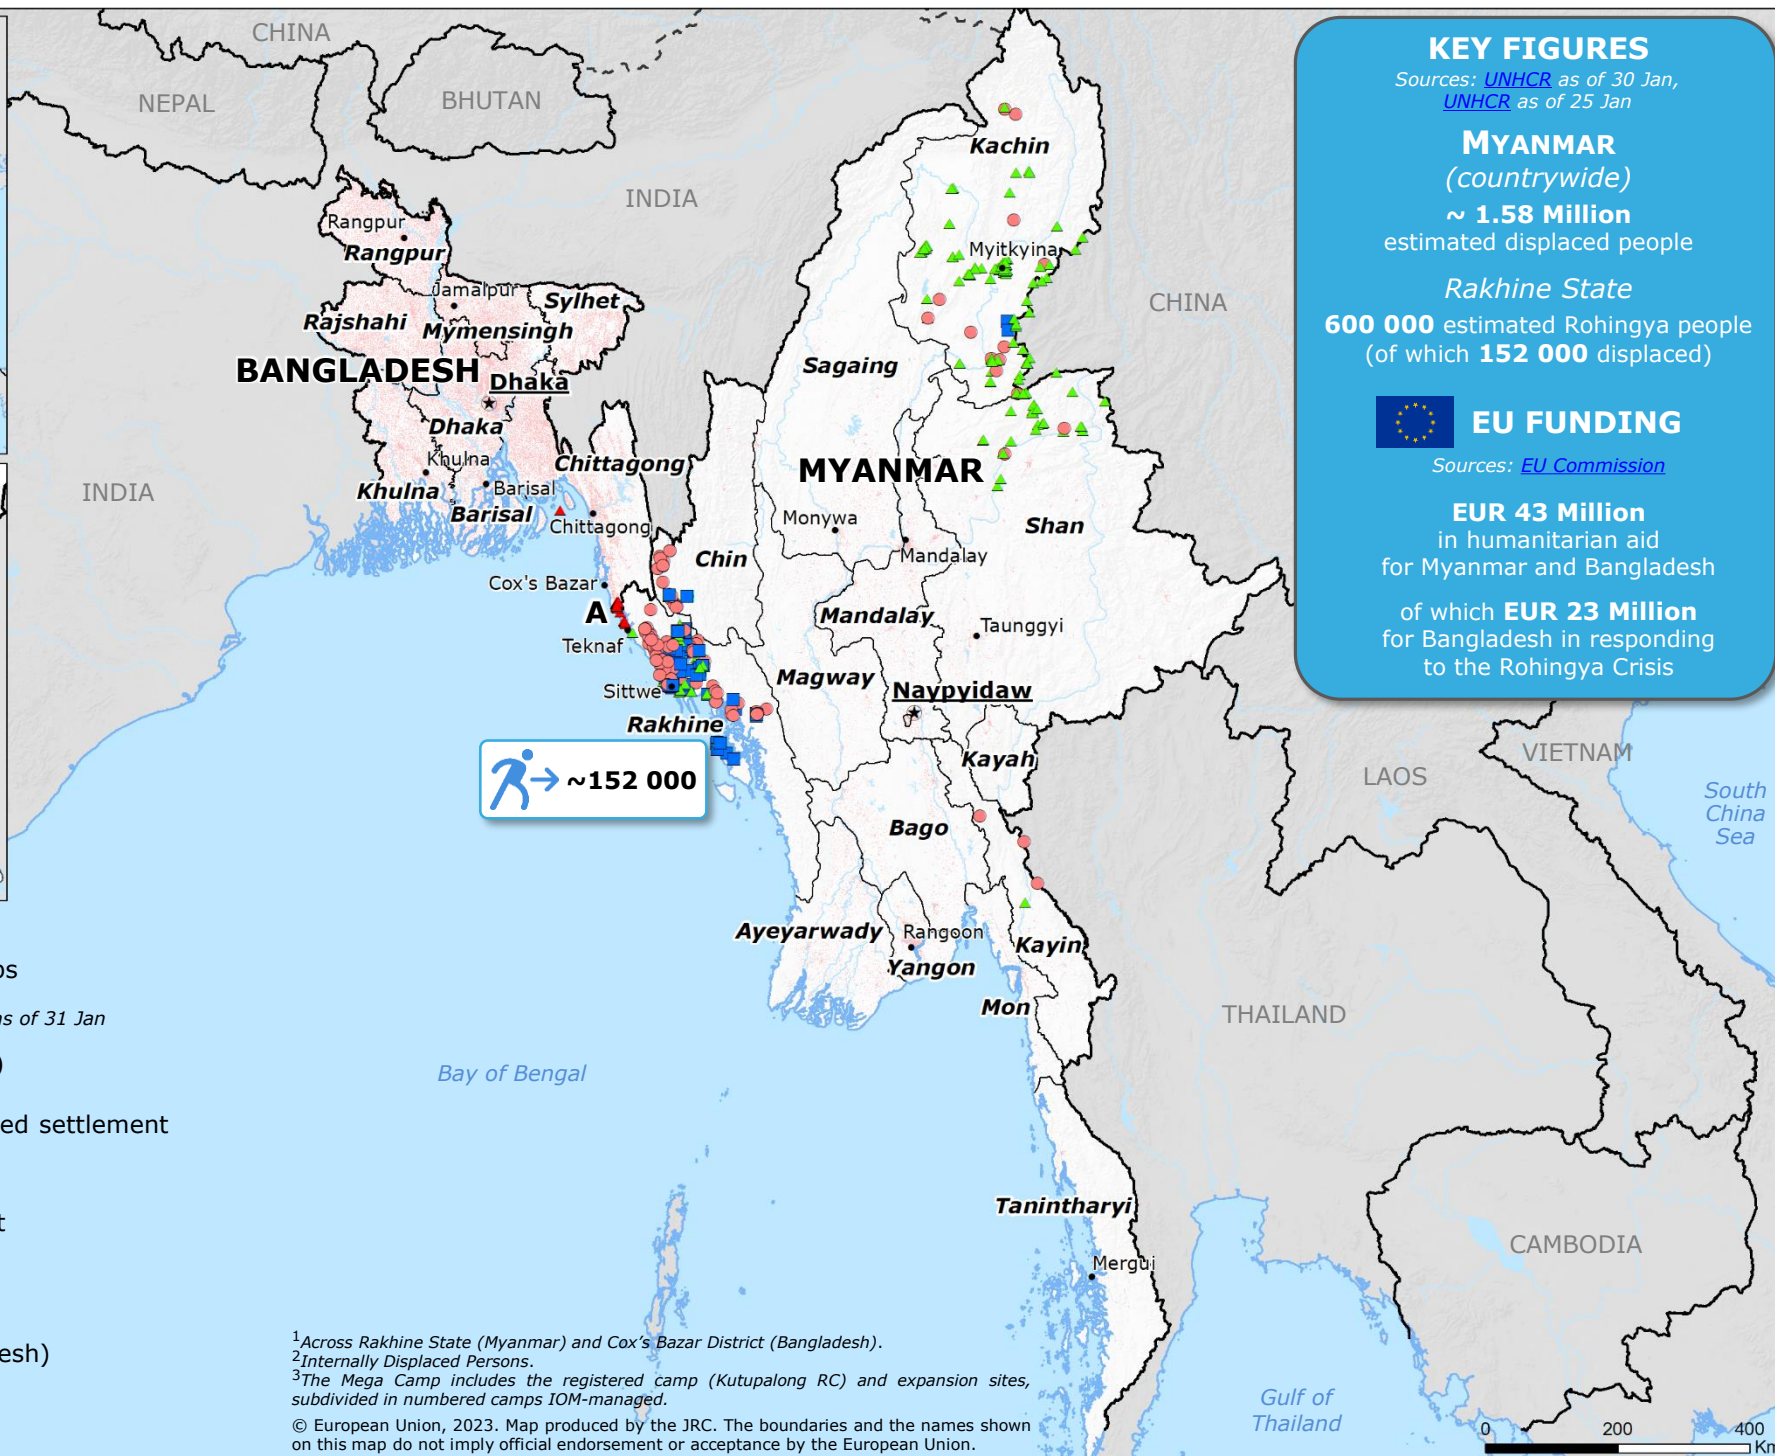 CHINA
NEPAL
BHUTAN
INDIA
Rangpur
Rangpur
Jamalpur
Sylhet
Rajshahi
Mymensingh
BANGLADESH
Dhaka
Dhaka
Khulna
Chittagong
INDIA
Khulna
Barisal
Barisal
Chittagong
Cox's Bazar
A
Teknaf
Sittwe
Rakhine
~152 000
Kachin
Myitkyina
CHINA
Sagaing
MYANMAR
Monywa
Mandalay
Shan
Chin
Mandalay
Taunggyi
Magway
Naypyidaw
Kayah
Bago
Ayeyarwady
Rangoon
Yangon
Kayin
Mon
Tanintharyi
Mergui
Bay of Bengal
LAOS
VIETNAM
South
China
Sea
THAILAND
CAMBODIA
Gulf of
Thailand
KEY FIGURES
Sources: UNHCR as of 30 Jan,
UNHCR as of 25 Jan
MYANMAR
(countrywide)
~ 1.58 Million
estimated displaced people
Rakhine State
600 000 estimated Rohingya people
(of which 152 000 displaced)
EU FUNDING
Sources: EU Commission
EUR 43 Million
in humanitarian aid
for Myanmar and Bangladesh
of which EUR 23 Million
for Bangladesh in responding
to the Rohingya Crisis
as of 31 Jan
)
ed settlement
t
esh)
1Across Rakhine State (Myanmar) and Cox's Bazar District (Bangladesh).
2Internally Displaced Persons.
3The Mega Camp includes the registered camp (Kutupalong RC) and expansion sites,
subdivided in numbered camps IOM-managed.
© European Union, 2023. Map produced by the JRC. The boundaries and the names shown
on this map do not imply official endorsement or acceptance by the European Union.
0 200 400
Km